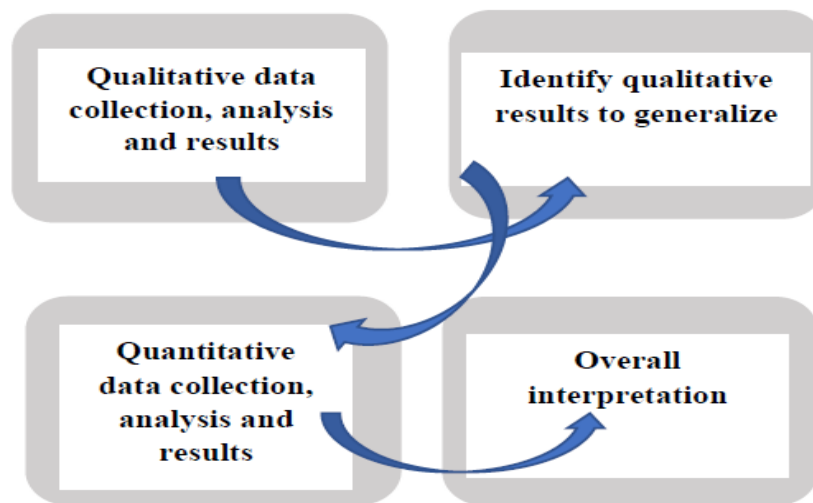 Qualitative data
collection, analysis
and results
Identify qualitative
results to generalize
Quantitative
data collection,
analysis and
results
Overall
interpretation